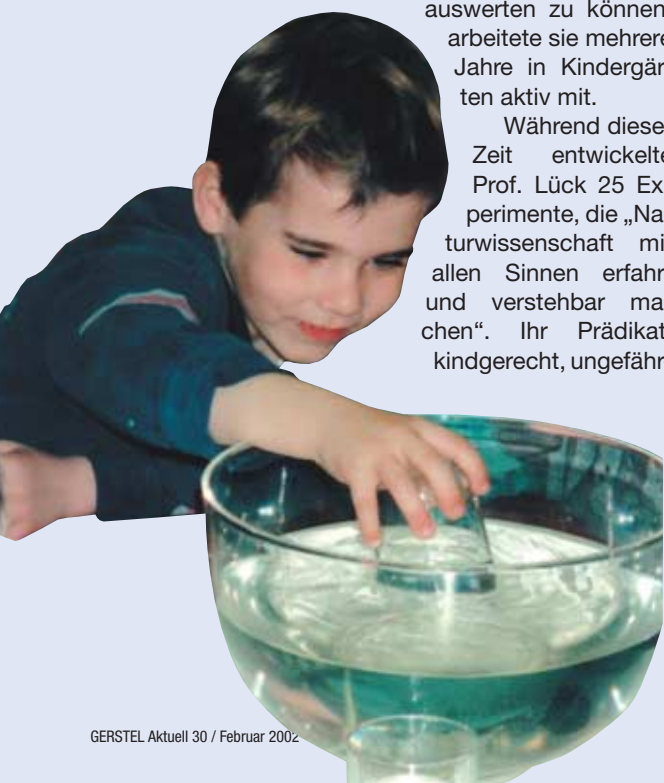 auswerten zu können
arbeitete sie mehrere
Jahre in Kindergär
ten aktiv mit.
Während diese
Zeit entwickelte
Prof. Lück 25 Ex
perimente, die „Na
turwissenschaft mi
allen Sinnen erfahr
und verstehbar ma
chen“. Ihr Prädikat
kindgerecht, ungefähr
GERSTEL Aktuell 30 / Februar 2002